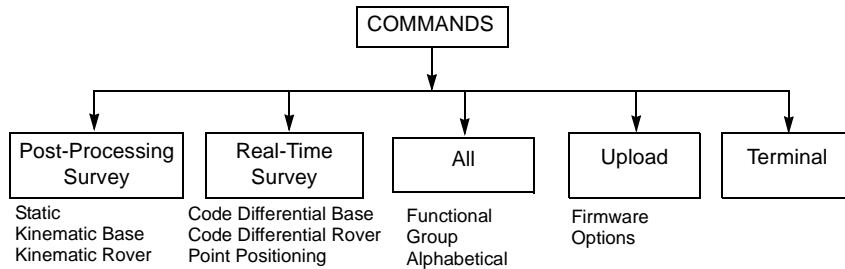 COMMANDS
Post-Processing
Survey
Real-Time
Survey
All
Upload
Terminal
Static
Kinematic Base
Kinematic Rover
Code Differential Base
Code Differential Rover
Point Positioning
Functional
Group
Alphabetical
Firmware
Options